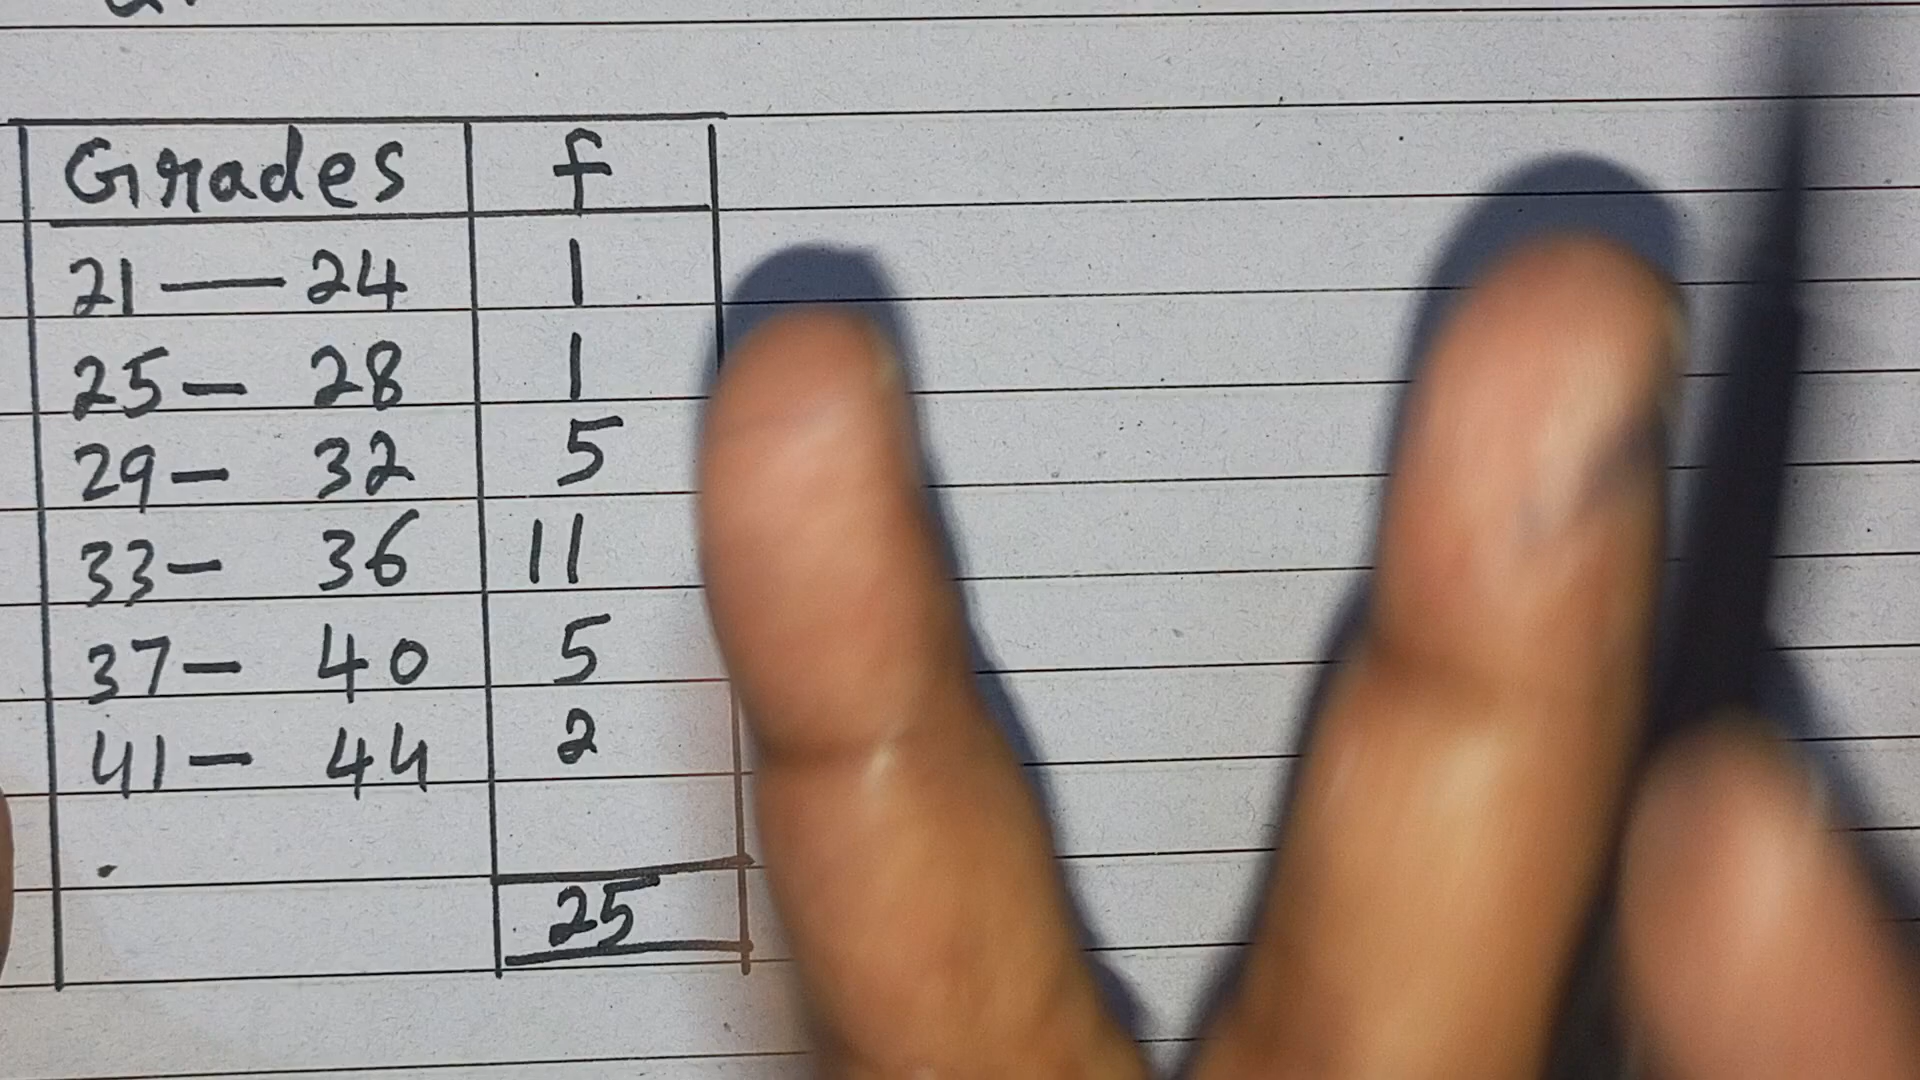 Grades f
21 — 24 1
25 - 28 1
29 - 32 5
33 - 36 11
37 - 40 5
41 - 44 2
.
25